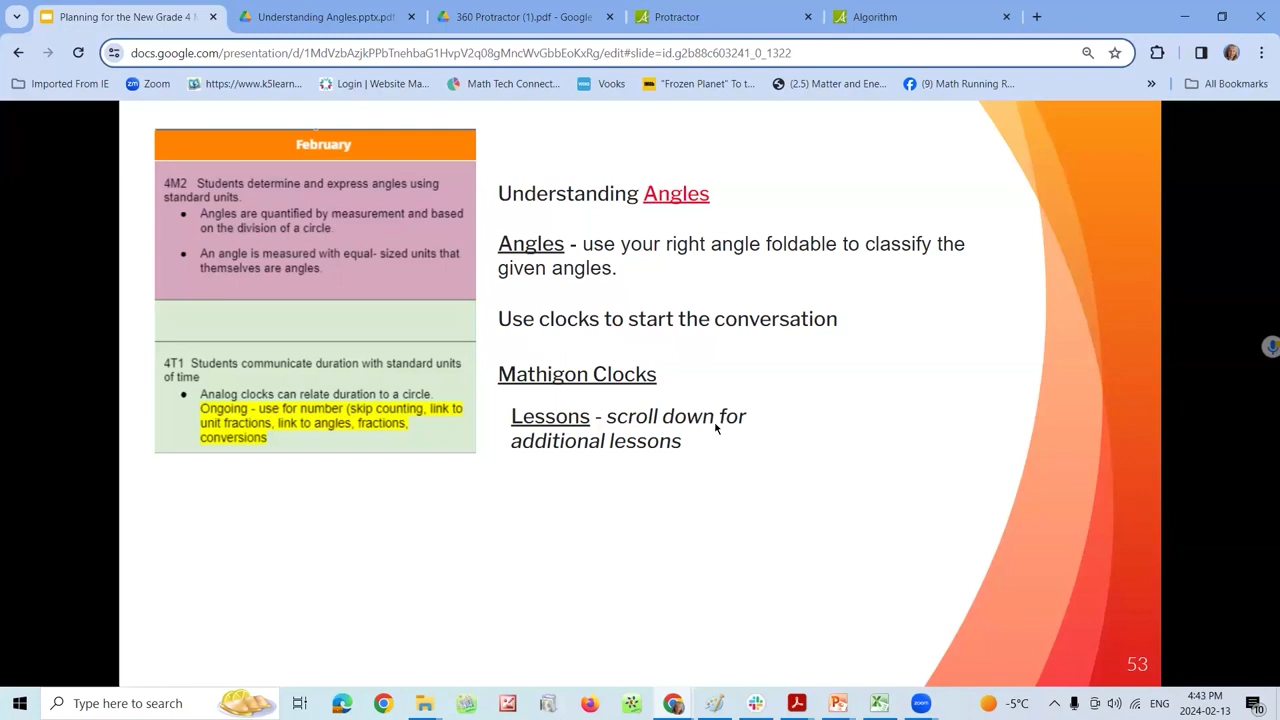 Planning for the New Grade 4 M
Understanding Angles.pptx.pdf
360 Protractor (1).pdf - Google
Protractor
Algorithm
docs.google.com/presentation/d/1MdVzbAzjkPPbTnehbaG1HvpV2q08gMncWvGbbEoKxRg/edit#slide=id.g2b88c603241_0_1322
Imported From IE
Zoom
https://www.k5learn...
Login | Website Ma...
Math Tech Connect...
Vooks
"Frozen Planet" To t...
(2.5) Matter and Ene...
(9) Math Running R...
»
All Bookmarks
February
4M2 Students determine and express angles using
standard units.
• Angles are quantified by measurement and based
on the division of a circle.
• An angle is measured with equal- sized units that
themselves are angles.
4T1 Students communicate duration with standard units
of time
• Analog clocks can relate duration to a circle.
Ongoing - use for number (skip counting, link to
unit fractions, link to angles, fractions,
conversions
Understanding Angles
Angles - use your right angle foldable to classify the
given angles.
Use clocks to start the conversation
Mathigon Clocks
Lessons - scroll down for
additional lessons
53
Type here to search
-5°C
ENG
4:43 PM
2024-02-13
10